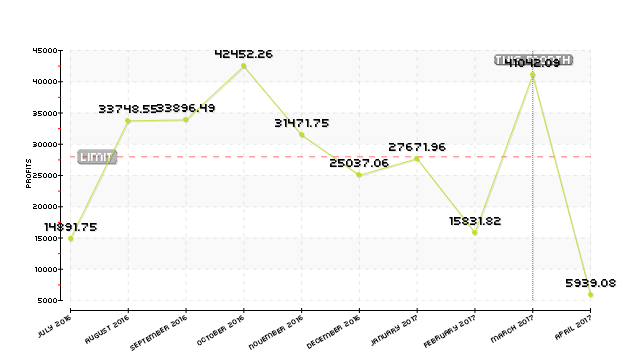 45000
42452.26
THIS MONTH
41042.09
40000
35000
33748.55
33896.49
31471.75
30000
LIMIT
27671.96
25037.06
25000
PROFITS
20000
15831.82
14891.75
15000
10000
5939.08
5000
JULY 2016
AUGUST 2016
SEPTEMBER 2016
OCTOBER 2016
NOVEMBER 2016
DECEMBER 2016
JANUARY 2017
FEBRUARY 2017
MARCH 2017
APRIL 2017